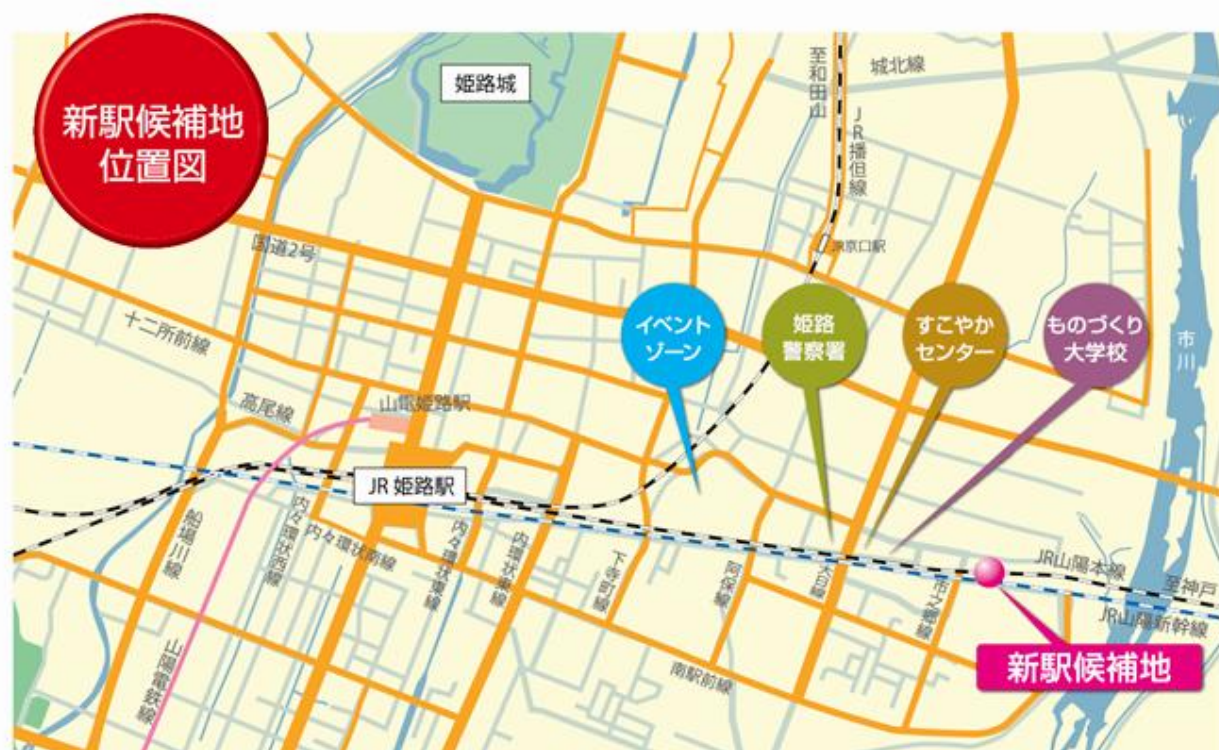 新駅候補地
位置図
姫路城
至和田山
JR播但線
城北線
国道2号
JR京口駅
十二所前線
高尾線
山電姫路駅
イベント
ゾーン
姫路
警察署
すこやか
センター
ものづくり
大学校
市川
JR 姫路駅
船場川線
内々環状西線
内々環状南線
内々環状東線
内環状東線
下寺町線
阿保線
大日線
市之郷線
JR山陽本線
至神戸
JR山陽新幹線
山陽電鉄線
南駅前線
新駅候補地